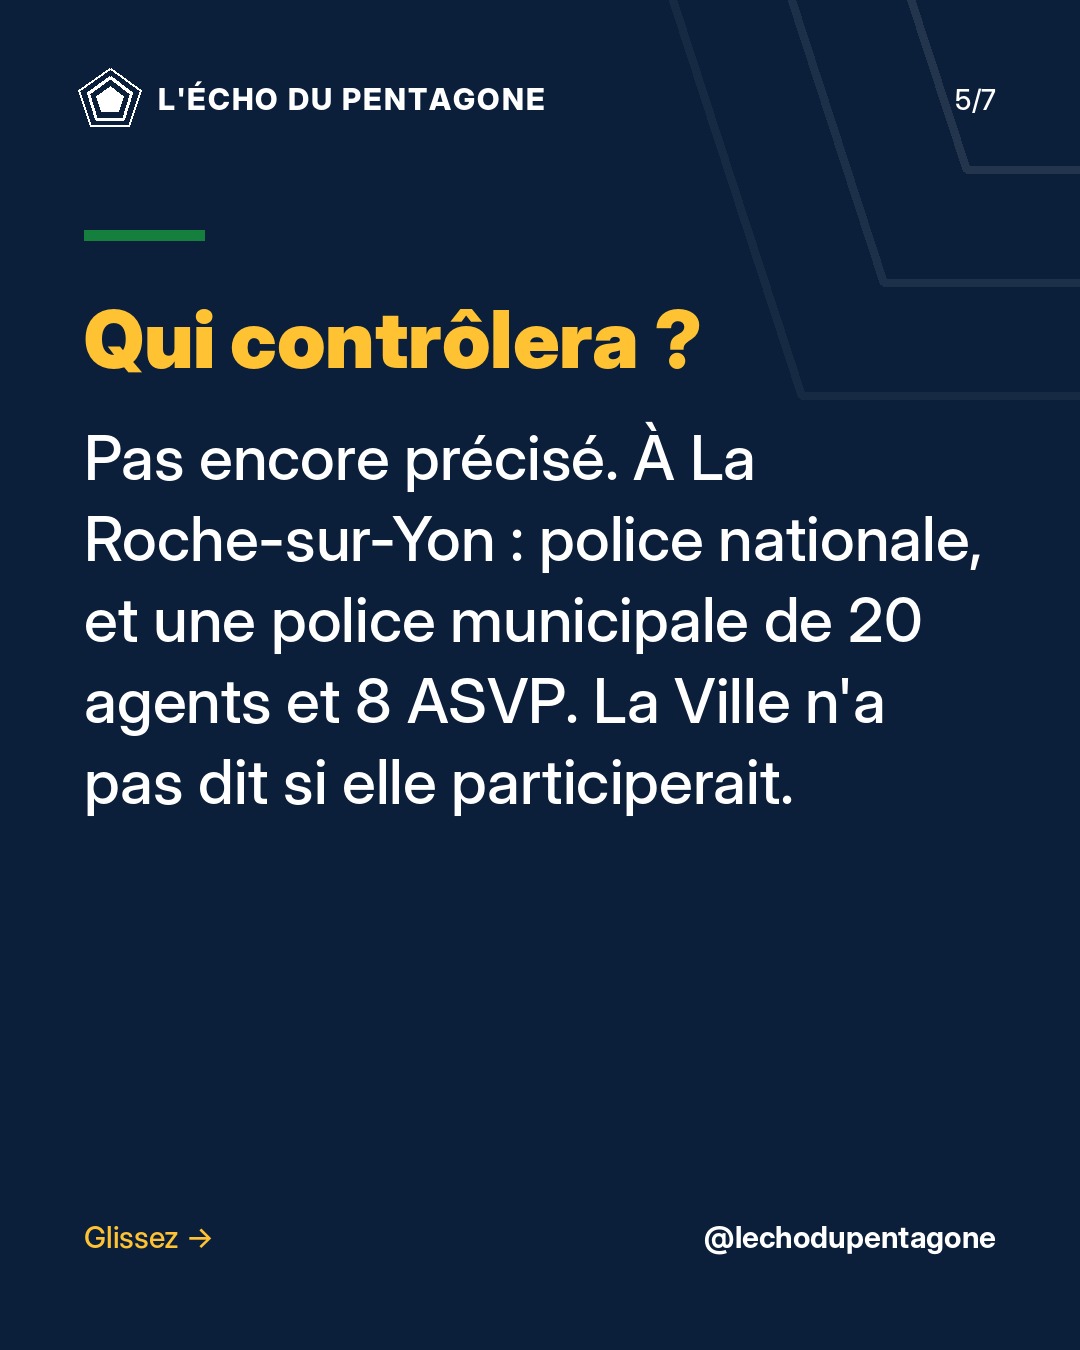 L'ÉCHO DU PENTAGONE
5/7
Qui contrôlera ?
Pas encore précisé. À La
Roche-sur-Yon : police nationale,
et une police municipale de 20
agents et 8 ASVP. La Ville n'a
pas dit si elle participerait.
Glissez →
@lechodupentagone